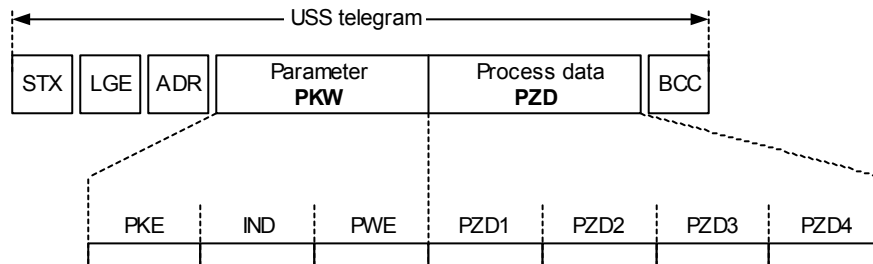 USS telegram
STX LGE ADR Parameter PKW Process data PZD BCC
PKE IND PWE PZD1 PZD2 PZD3 PZD4